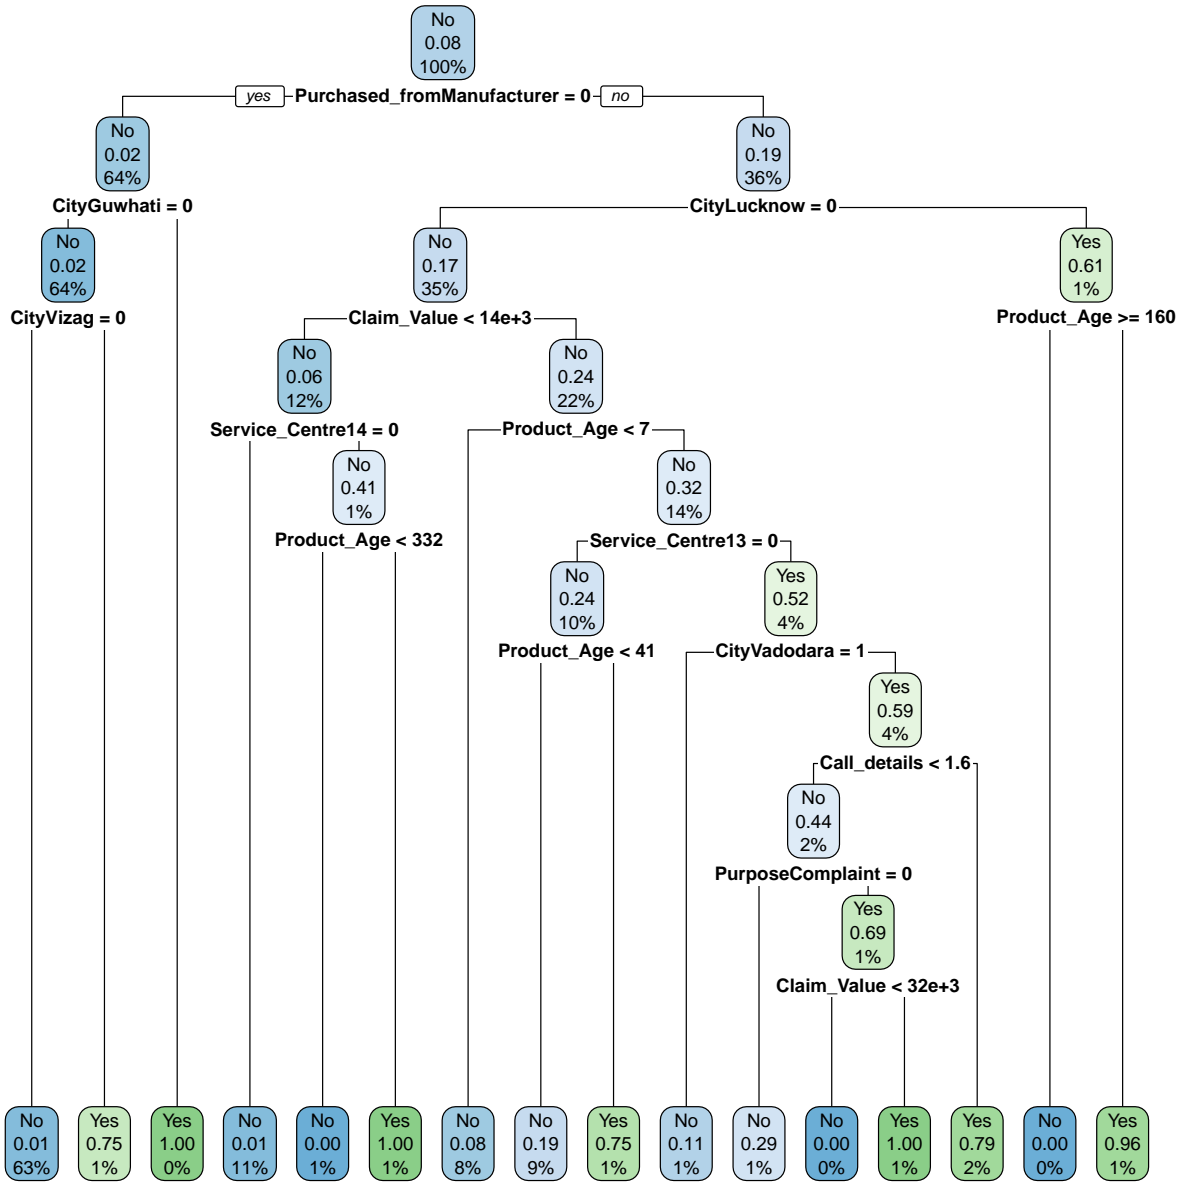 No
0.08
100%
yes Purchased_fromManufacturer = 0 no
No
0.02
64%
No
0.19
36%
CityGuwhati = 0
CityLucknow = 0
No
0.02
64%
No
0.17
35%
Yes
0.61
1%
CityVizag = 0
Claim_Value < 14e+3
Product_Age >= 160
No
0.06
12%
No
0.24
22%
Service_Centre14 = 0
Product_Age < 7
No
0.41
1%
No
0.32
14%
Product_Age < 332
Service_Centre13 = 0
No
0.24
10%
Yes
0.52
4%
Product_Age < 41
CityVadodara = 1
Yes
0.59
4%
Call_details < 1.6
No
0.44
2%
PurposeComplaint = 0
Yes
0.69
1%
Claim_Value < 32e+3
No
0.01
63%
Yes
0.75
1%
Yes
1.00
0%
No
0.01
11%
No
0.00
1%
Yes
1.00
1%
No
0.08
8%
No
0.19
9%
Yes
0.75
1%
No
0.11
1%
No
0.29
1%
No
0.00
0%
Yes
1.00
1%
Yes
0.79
2%
No
0.00
0%
Yes
0.96
1%